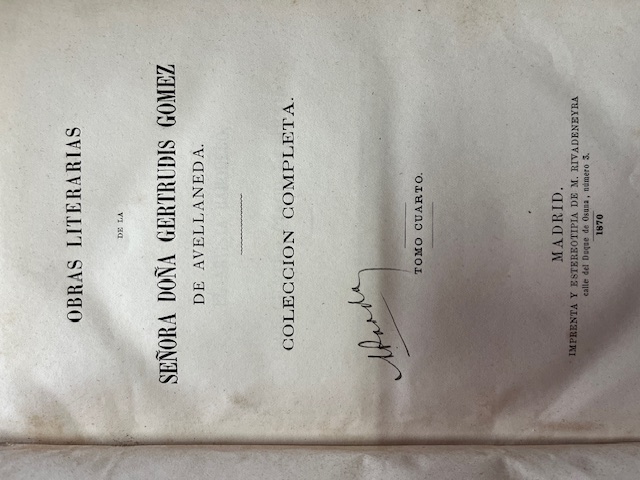 OBRAS LITERARIAS
DE LA
SEÑORA DOÑA GERTRUDIS GOMEZ
DE AVELLANEDA.
COLECCION COMPLETA.
TOMO CUARTO.
MADRID.
IMPRENTA Y ESTEREOTIPIA DE M. RIVADENEYRA
calle del Duque de Osuna, número 3.
1870